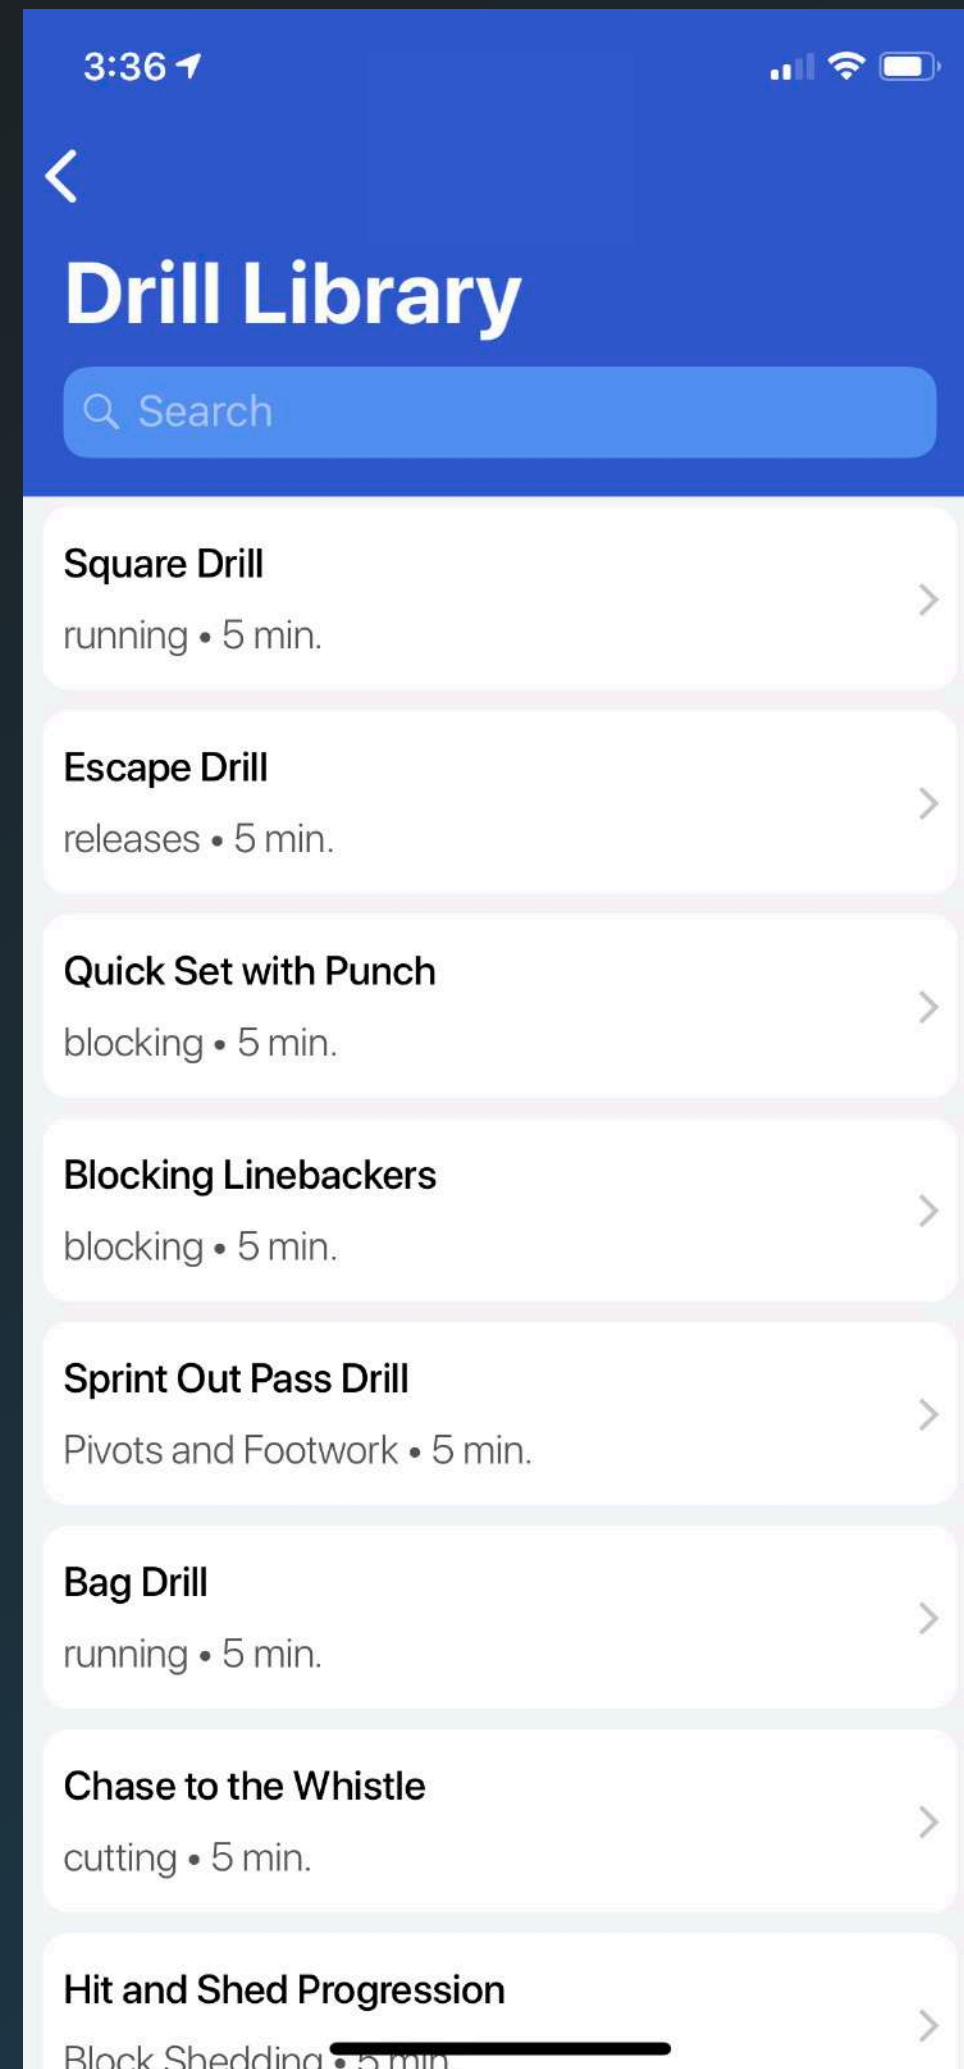 3:36
Drill Library
Search
Square Drill
running • 5 min.
Escape Drill
releases • 5 min.
Quick Set with Punch
blocking • 5 min.
Blocking Linebackers
blocking • 5 min.
Sprint Out Pass Drill
Pivots and Footwork • 5 min.
Bag Drill
running • 5 min.
Chase to the Whistle
cutting • 5 min.
Hit and Shed Progression
Block Shedding • 5 min.